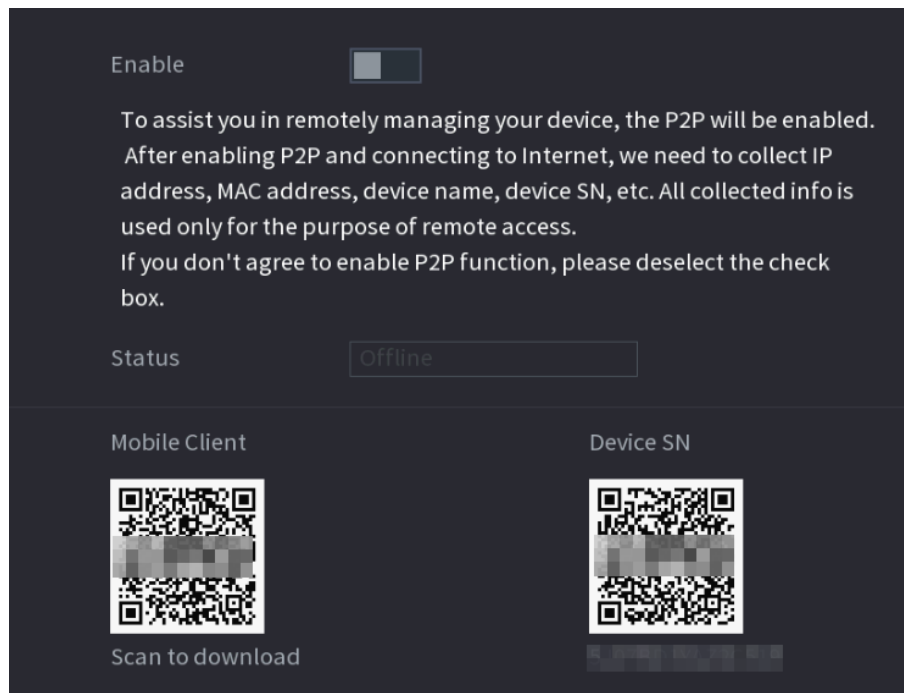 Enable
To assist you in remotely managing your device, the P2P will be enabled.
After enabling P2P and connecting to Internet, we need to collect IP
address, MAC address, device name, device SN, etc. All collected info is
used only for the purpose of remote access.
If you don't agree to enable P2P function, please deselect the check
box.
Status
Offline
Mobile Client
Device SN
Scan to download